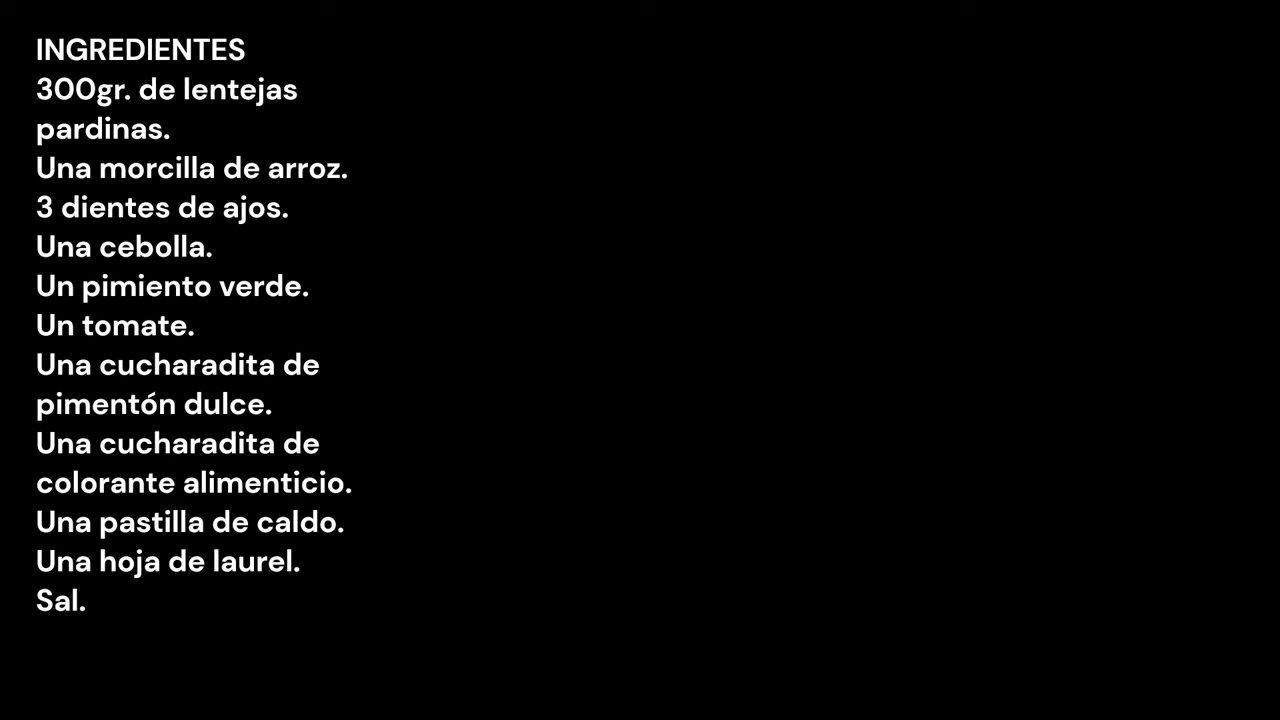 INGREDIENTES
300gr. de lentejas
pardinas.
Una morcilla de arroz.
3 dientes de ajos.
Una cebolla.
Un pimiento verde.
Un tomate.
Una cucharadita de
pimentón dulce.
Una cucharadita de
colorante alimenticio.
Una pastilla de caldo.
Una hoja de laurel.
Sal.